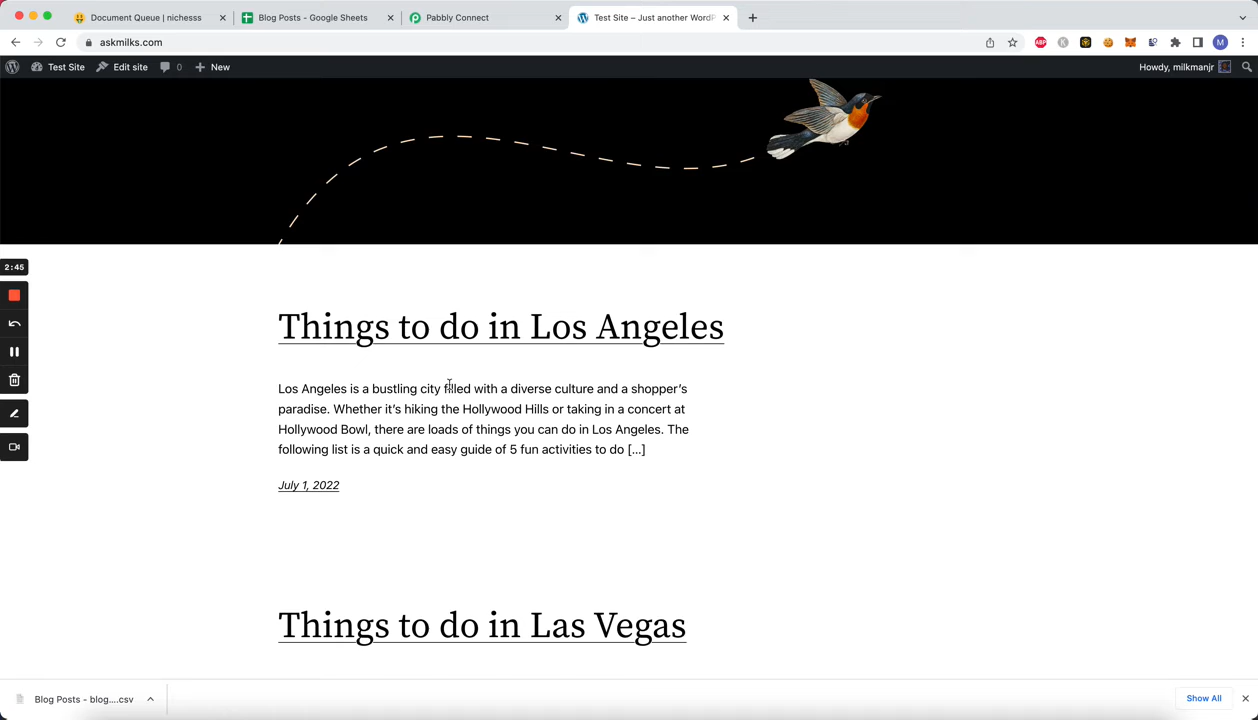 Document Queue | nichesss
Blog Posts - Google Sheets
Pabbly Connect
Test Site – Just another WordP
askmilks.com
ABP
M
Test Site
Edit site
0
New
Howdy, milkmanjr
2:45
Things to do in Los Angeles
Los Angeles is a bustling city filled with a diverse culture and a shopper's
paradise. Whether it's hiking the Hollywood Hills or taking in a concert at
Hollywood Bowl, there are loads of things you can do in Los Angeles. The
following list is a quick and easy guide of 5 fun activities to do [...]
July 1, 2022
Things to do in Las Vegas
Blog Posts - blog....csv
Show All